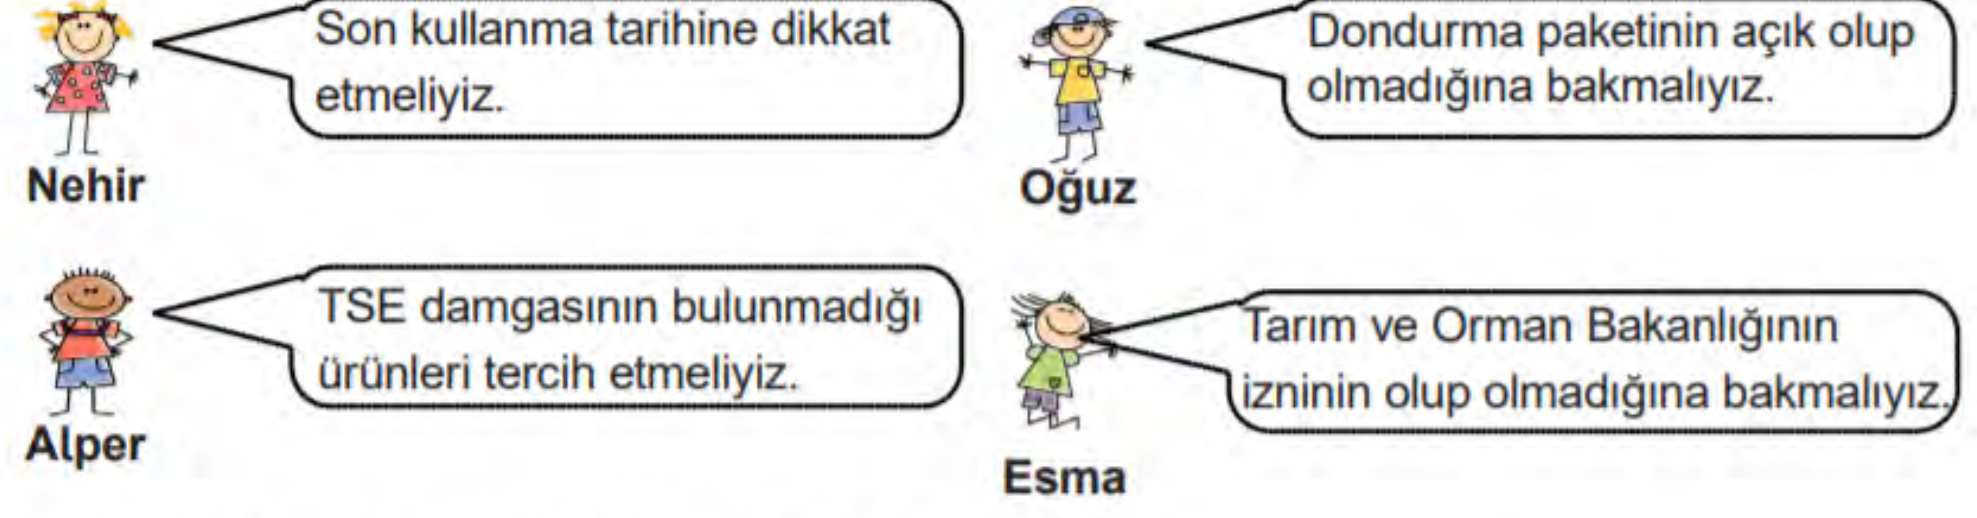 Son kullanma tarihine dikkat
etmeliyiz.
Nehir
Dondurma paketinin açık olup
olmadığına bakmalıyız.
Oğuz
TSE damgasının bulunmadığı
ürünleri tercih etmeliyiz.
Alper
Tarım ve Orman Bakanlığının
izninin olup olmadığına bakmalıyız.
Esma